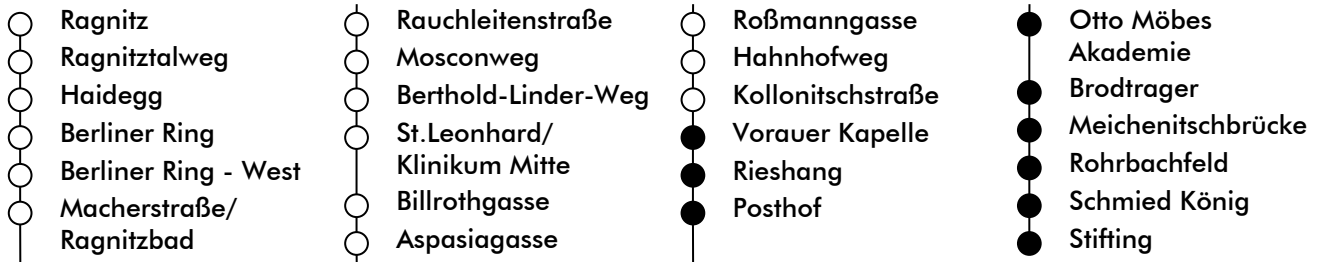 Ragnitz
Ragnitztalweg
Haidegg
Berliner Ring
Berliner Ring - West
Macherstraße/
Ragnitzbad
Rauchleitenstraße
Mosconweg
Berthold-Linder-Weg
St.Leonhard/
Klinikum Mitte
Billrothgasse
Aspasiagasse
Roßmanngasse
Hahnhofweg
Kollonitschstraße
Vorauer Kapelle
Rieshang
Posthof
Otto Möbes
Akademie
Brodtrager
Meichenitschbrücke
Rohrbachfeld
Schmied König
Stifting